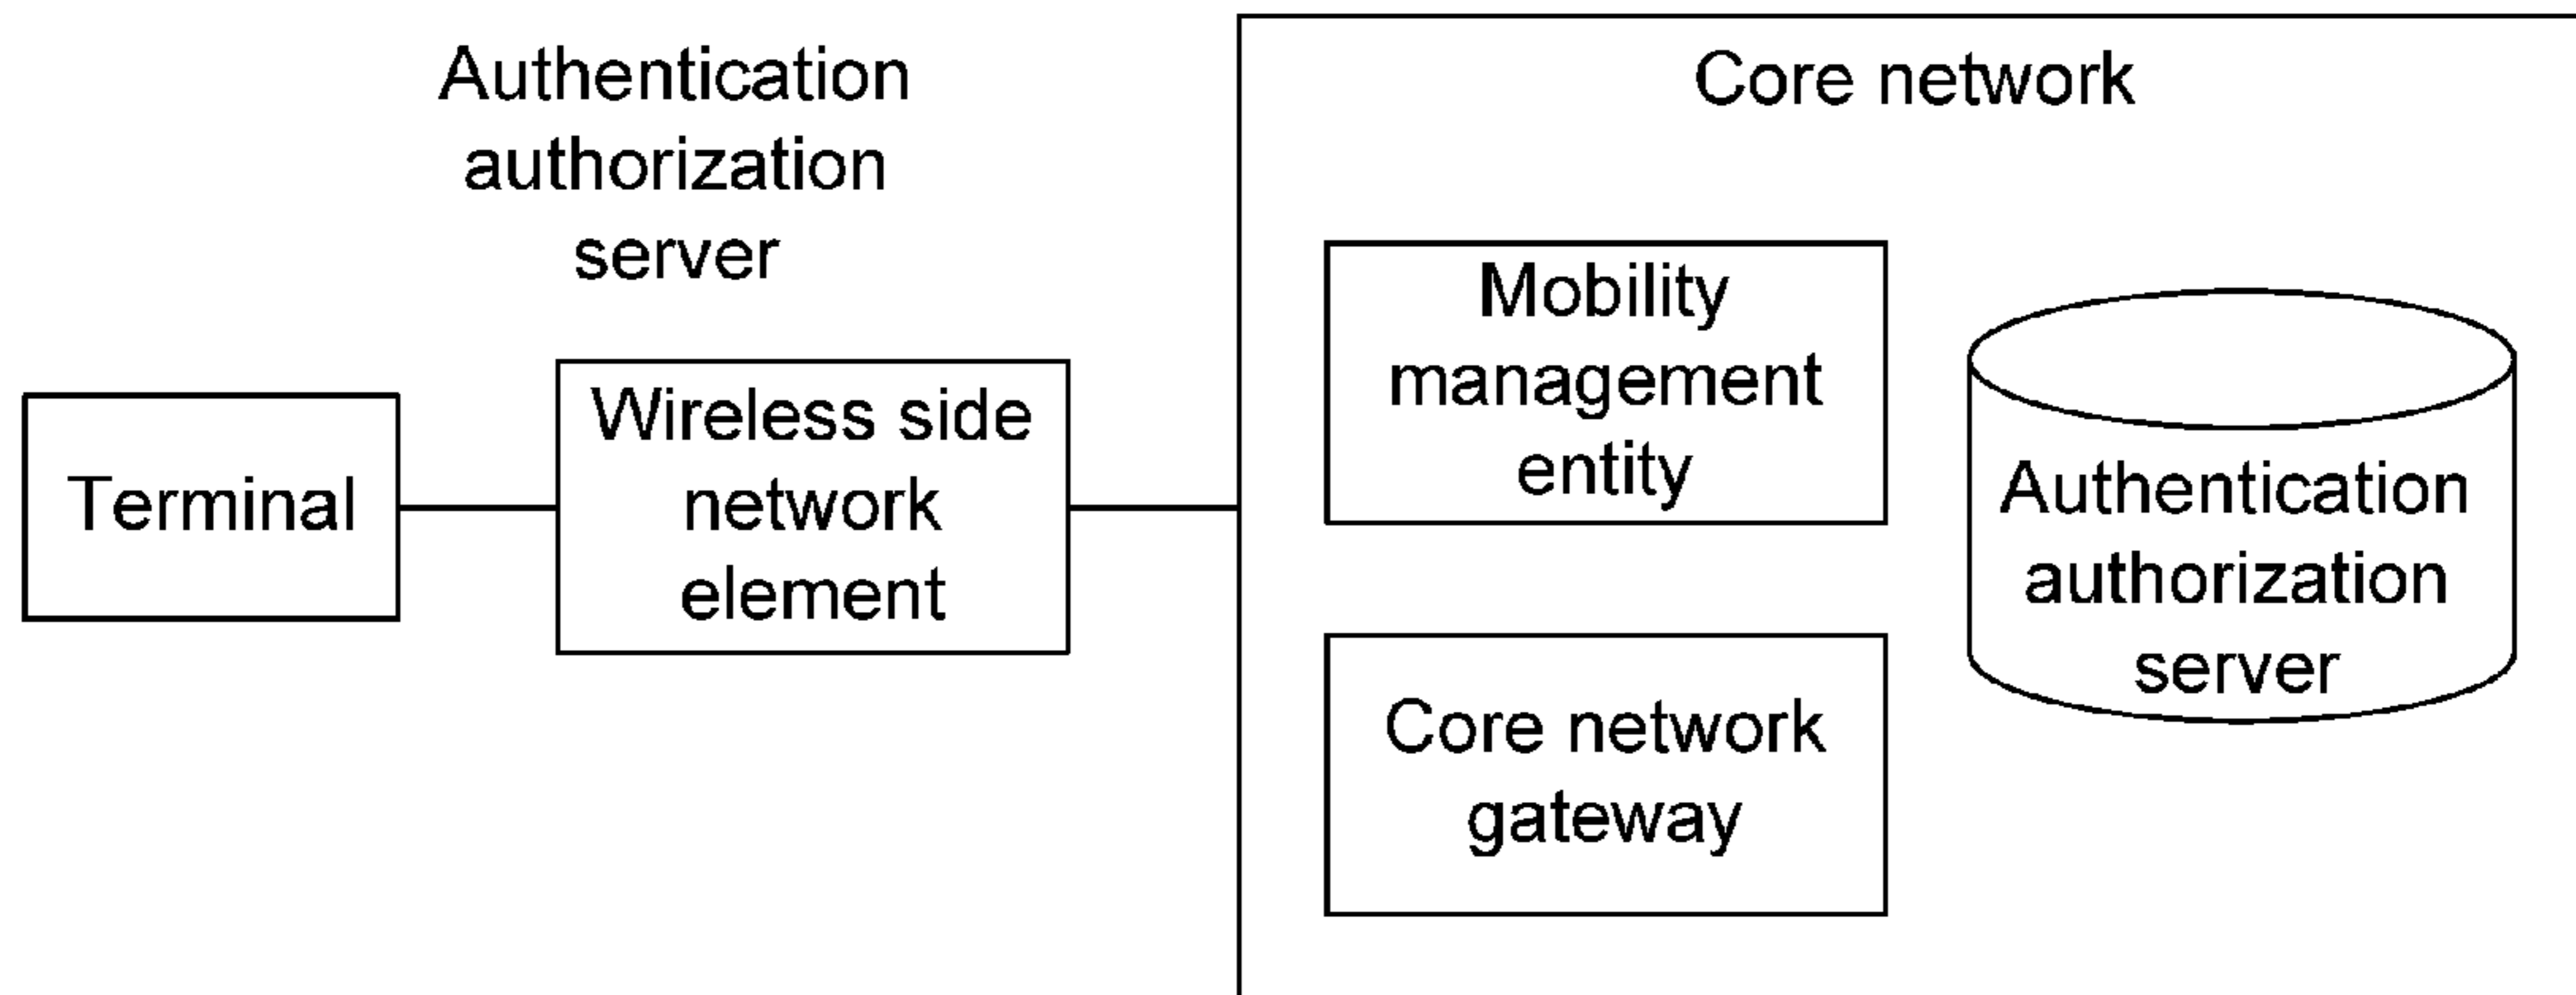 Authentication
authorization
server
Terminal
Wireless side
network
element
Core network
Mobility
management
entity
Core network
gateway
Authentication
authorization
server